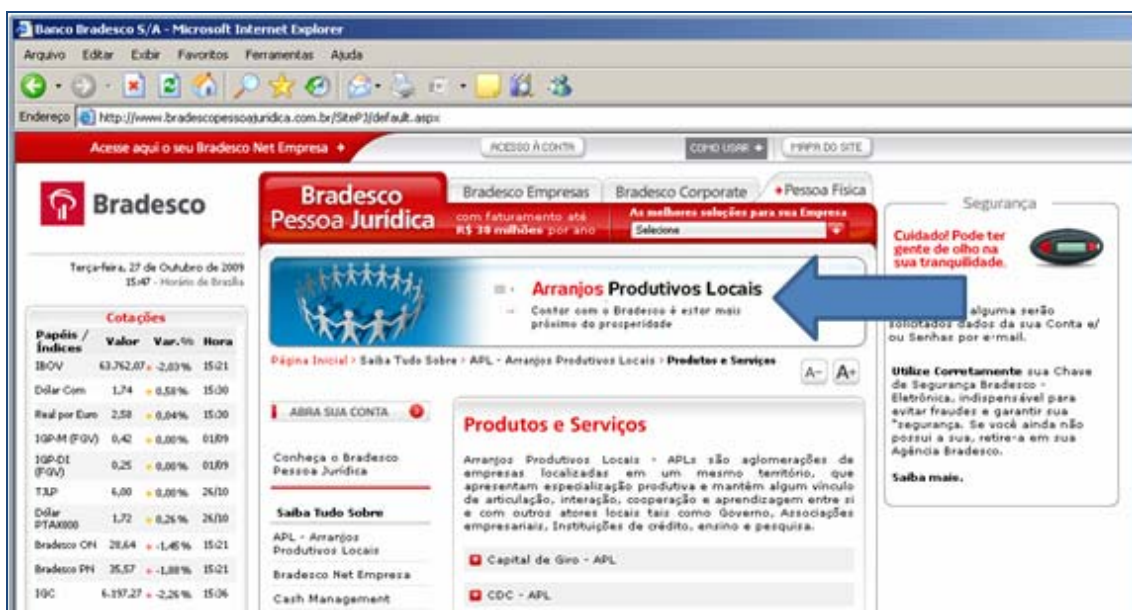 Banco Bradesco S/A - Microsoft Internet Explorer
Arquivo Editar Exibir Favoritos Ferramentas Ajuda
Endereço http://www.bradescopessoajuridica.com.br/SitePJ/default.aspx
Acesse aqui o seu Bradesco Net Empresa
ACESSO À CONTA
COMO USAR
MAPA DO SITE
Bradesco
Terça-feira, 27 de Outubro de 2009
15:47 - Horário de Brasília
Bradesco
Pessoa Jurídica
Bradesco Empresas
Bradesco Corporate
Pessoa Física
com faturamento até
R$ 30 milhões por ano
As melhores soluções para sua Empresa
Selecione
Arranjos Produtivos Locais
Contar com o Bradesco é estar mais
próximo da prosperidade
Página Inicial > Saiba Tudo Sobre > APL - Arranjos Produtivos Locais > Produtos e Serviços
A- A+
Cotações
Papéis / Índices Valor Var.% Hora
IBOV 63.762,07 -2,03% 15:21
Dólar Com 1,74 0,58% 15:30
Real por Euro 2,58 0,04% 15:30
IGP-M (FGV) 0,42 0,00% 01/09
IGP-DI (FGV) 0,25 0,00% 01/09
TJLP 6,00 0,00% 26/10
Dólar PTAX800 1,72 0,26% 26/10
Bradesco ON 28,64 -1,45% 15:21
Bradesco PN 35,57 -1,88% 15:21
IGC 6.197,27 -2,26% 15:36
ABRA SUA CONTA
Conheça o Bradesco
Pessoa Jurídica
Saiba Tudo Sobre
APL - Arranjos
Produtivos Locais
Bradesco Net Empresa
Cash Management
Produtos e Serviços
Arranjos Produtivos Locais - APLs são aglomerações de
empresas localizadas em um mesmo território, que
apresentam especialização produtiva e mantêm algum vínculo
de articulação, interação, cooperação e aprendizagem entre si
e com outros atores locais tais como Governo, Associações
empresariais, Instituições de crédito, ensino e pesquisa.
Capital de Giro - APL
CDC - APL
Segurança
Cuidado! Pode ter
gente de olho na
sua tranquilidade.
alguma serão
solicitados dados da sua Conta e/
ou Senhas por e-mail.
Utilize Corretamente sua Chave
de Segurança Bradesco -
Eletrônica, indispensável para
evitar fraudes e garantir sua
"segurança. Se você ainda não
possui a sua, retire-a em sua
Agência Bradesco.
Saiba mais.